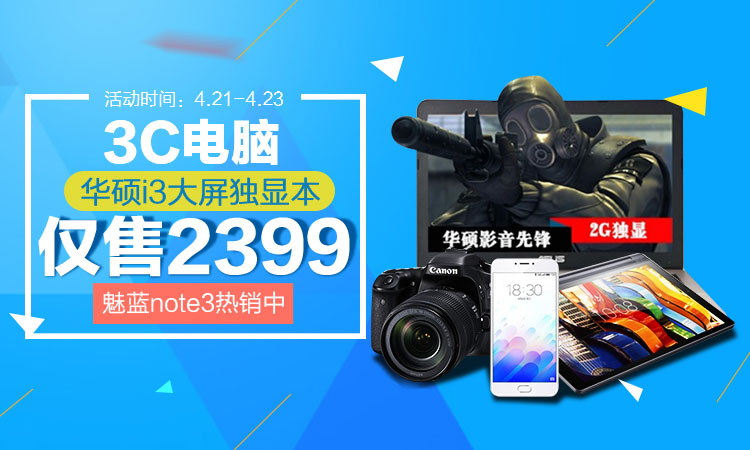 活动时间：4.21-4.23
3C电脑
华硕i3大屏独显本
仅售2399
魅蓝note3热销中
华硕影音先锋
2G独显
ASUS
Canon
18:30